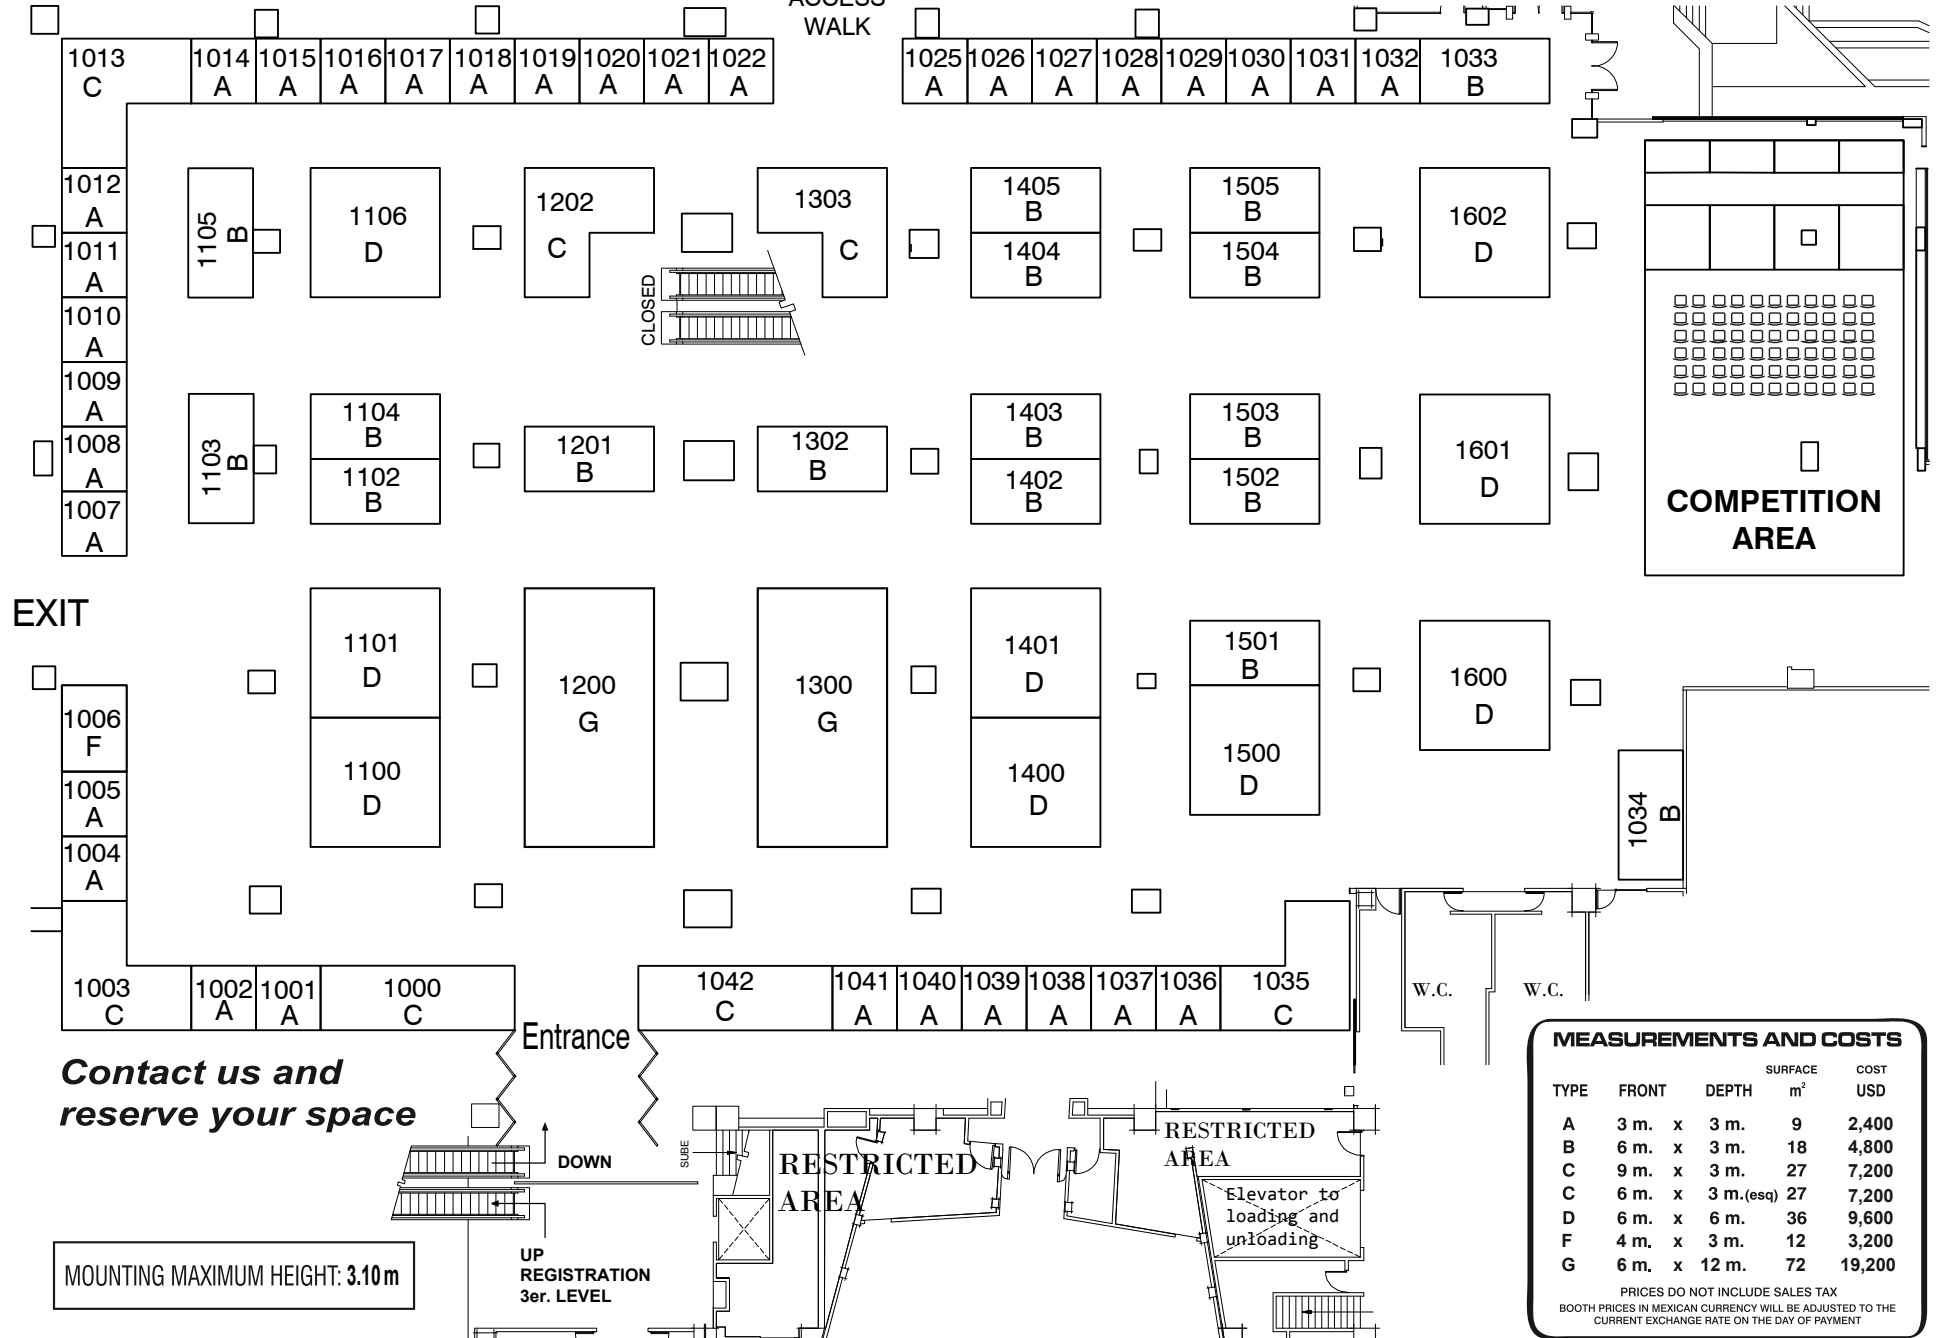 ACCESS
WALK
1013
C
1014
A
1015
A
1016
A
1017
A
1018
A
1019
A
1020
A
1021
A
1022
A
1025
A
1026
A
1027
A
1028
A
1029
A
1030
A
1031
A
1032
A
1033
B
1012
A
1011
A
1010
A
1009
A
1008
A
1007
A
1105
B
1106
D
1202
C
1303
C
CLOSED
1405
B
1404
B
1505
B
1504
B
1602
D
1103
B
1104
B
1102
B
1201
B
1302
B
1403
B
1402
B
1503
B
1502
B
1601
D
COMPETITION
AREA
EXIT
1006
F
1005
A
1004
A
1101
D
1100
D
1200
G
1300
G
1401
D
1400
D
1501
B
1500
D
1600
D
1034
B
1003
C
1002
A
1001
A
1000
C
Entrance
1042
C
1041
A
1040
A
1039
A
1038
A
1037
A
1036
A
1035
C
W.C.
W.C.
Contact us and
reserve your space
DOWN
UP
REGISTRATION
3er. LEVEL
SUBE
RESTRICTED
AREA
RESTRICTED
AREA
Elevator to
loading and
unloading
MOUNTING MAXIMUM HEIGHT: 3.10 m
MEASUREMENTS AND COSTS
SURFACE COST
TYPE FRONT DEPTH m² USD
A 3 m. x 3 m. 9 2,400
B 6 m. x 3 m. 18 4,800
C 9 m. x 3 m. 27 7,200
C 6 m. x 3 m.(esq) 27 7,200
D 6 m. x 6 m. 36 9,600
F 4 m. x 3 m. 12 3,200
G 6 m. x 12 m. 72 19,200
PRICES DO NOT INCLUDE SALES TAX
BOOTH PRICES IN MEXICAN CURRENCY WILL BE ADJUSTED TO THE
CURRENT EXCHANGE RATE ON THE DAY OF PAYMENT